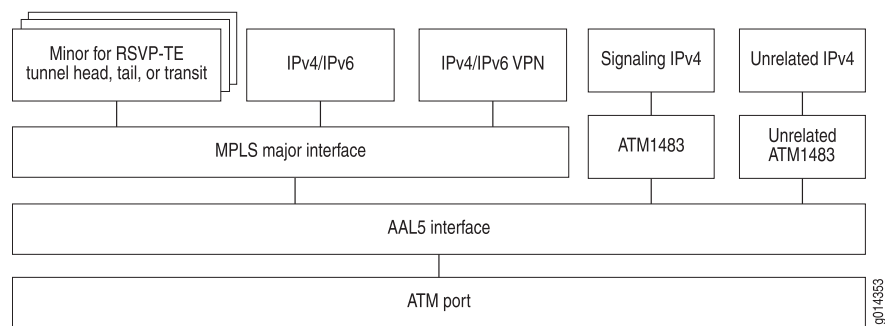 Minor for RSVP-TE
tunnel head, tail, or transit
IPv4/IPv6
IPv4/IPv6 VPN
Signaling IPv4
Unrelated IPv4
MPLS major interface
ATM1483
Unrelated
ATM1483
AAL5 interface
ATM port
g014353